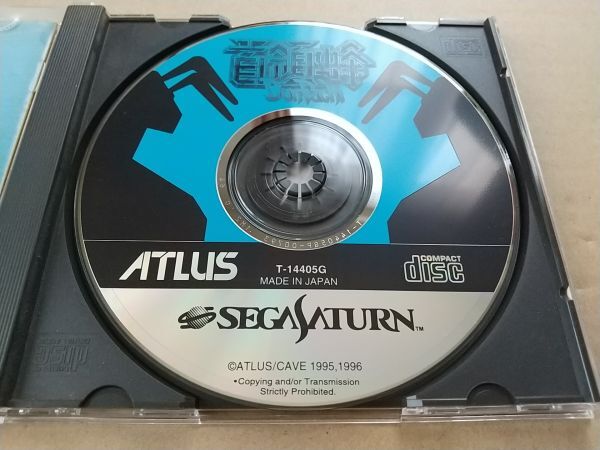 首領蜂
ATLUS
T-14405G
MADE IN JAPAN
COMPACT
disc
SEGA SATURN™
©ATLUS/CAVE 1995,1996
•Copying and/or Transmission
Strictly Prohibited.